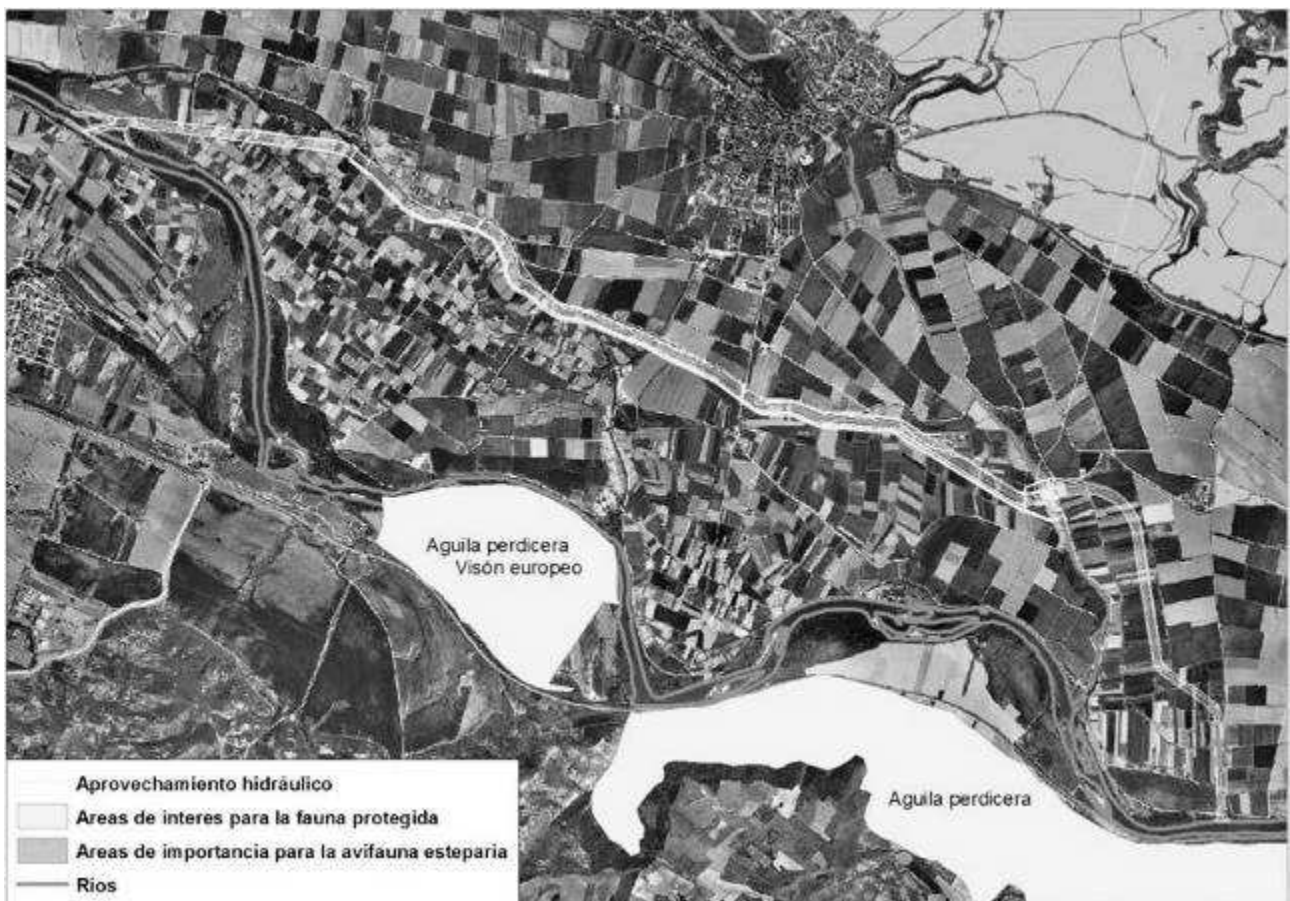 Aguila perdicera
Visón europeo
Aguila perdicera
Aprovechamiento hidráulico
Areas de interes para la fauna protegida
Areas de importancia para la avifauna esteparia
Rios